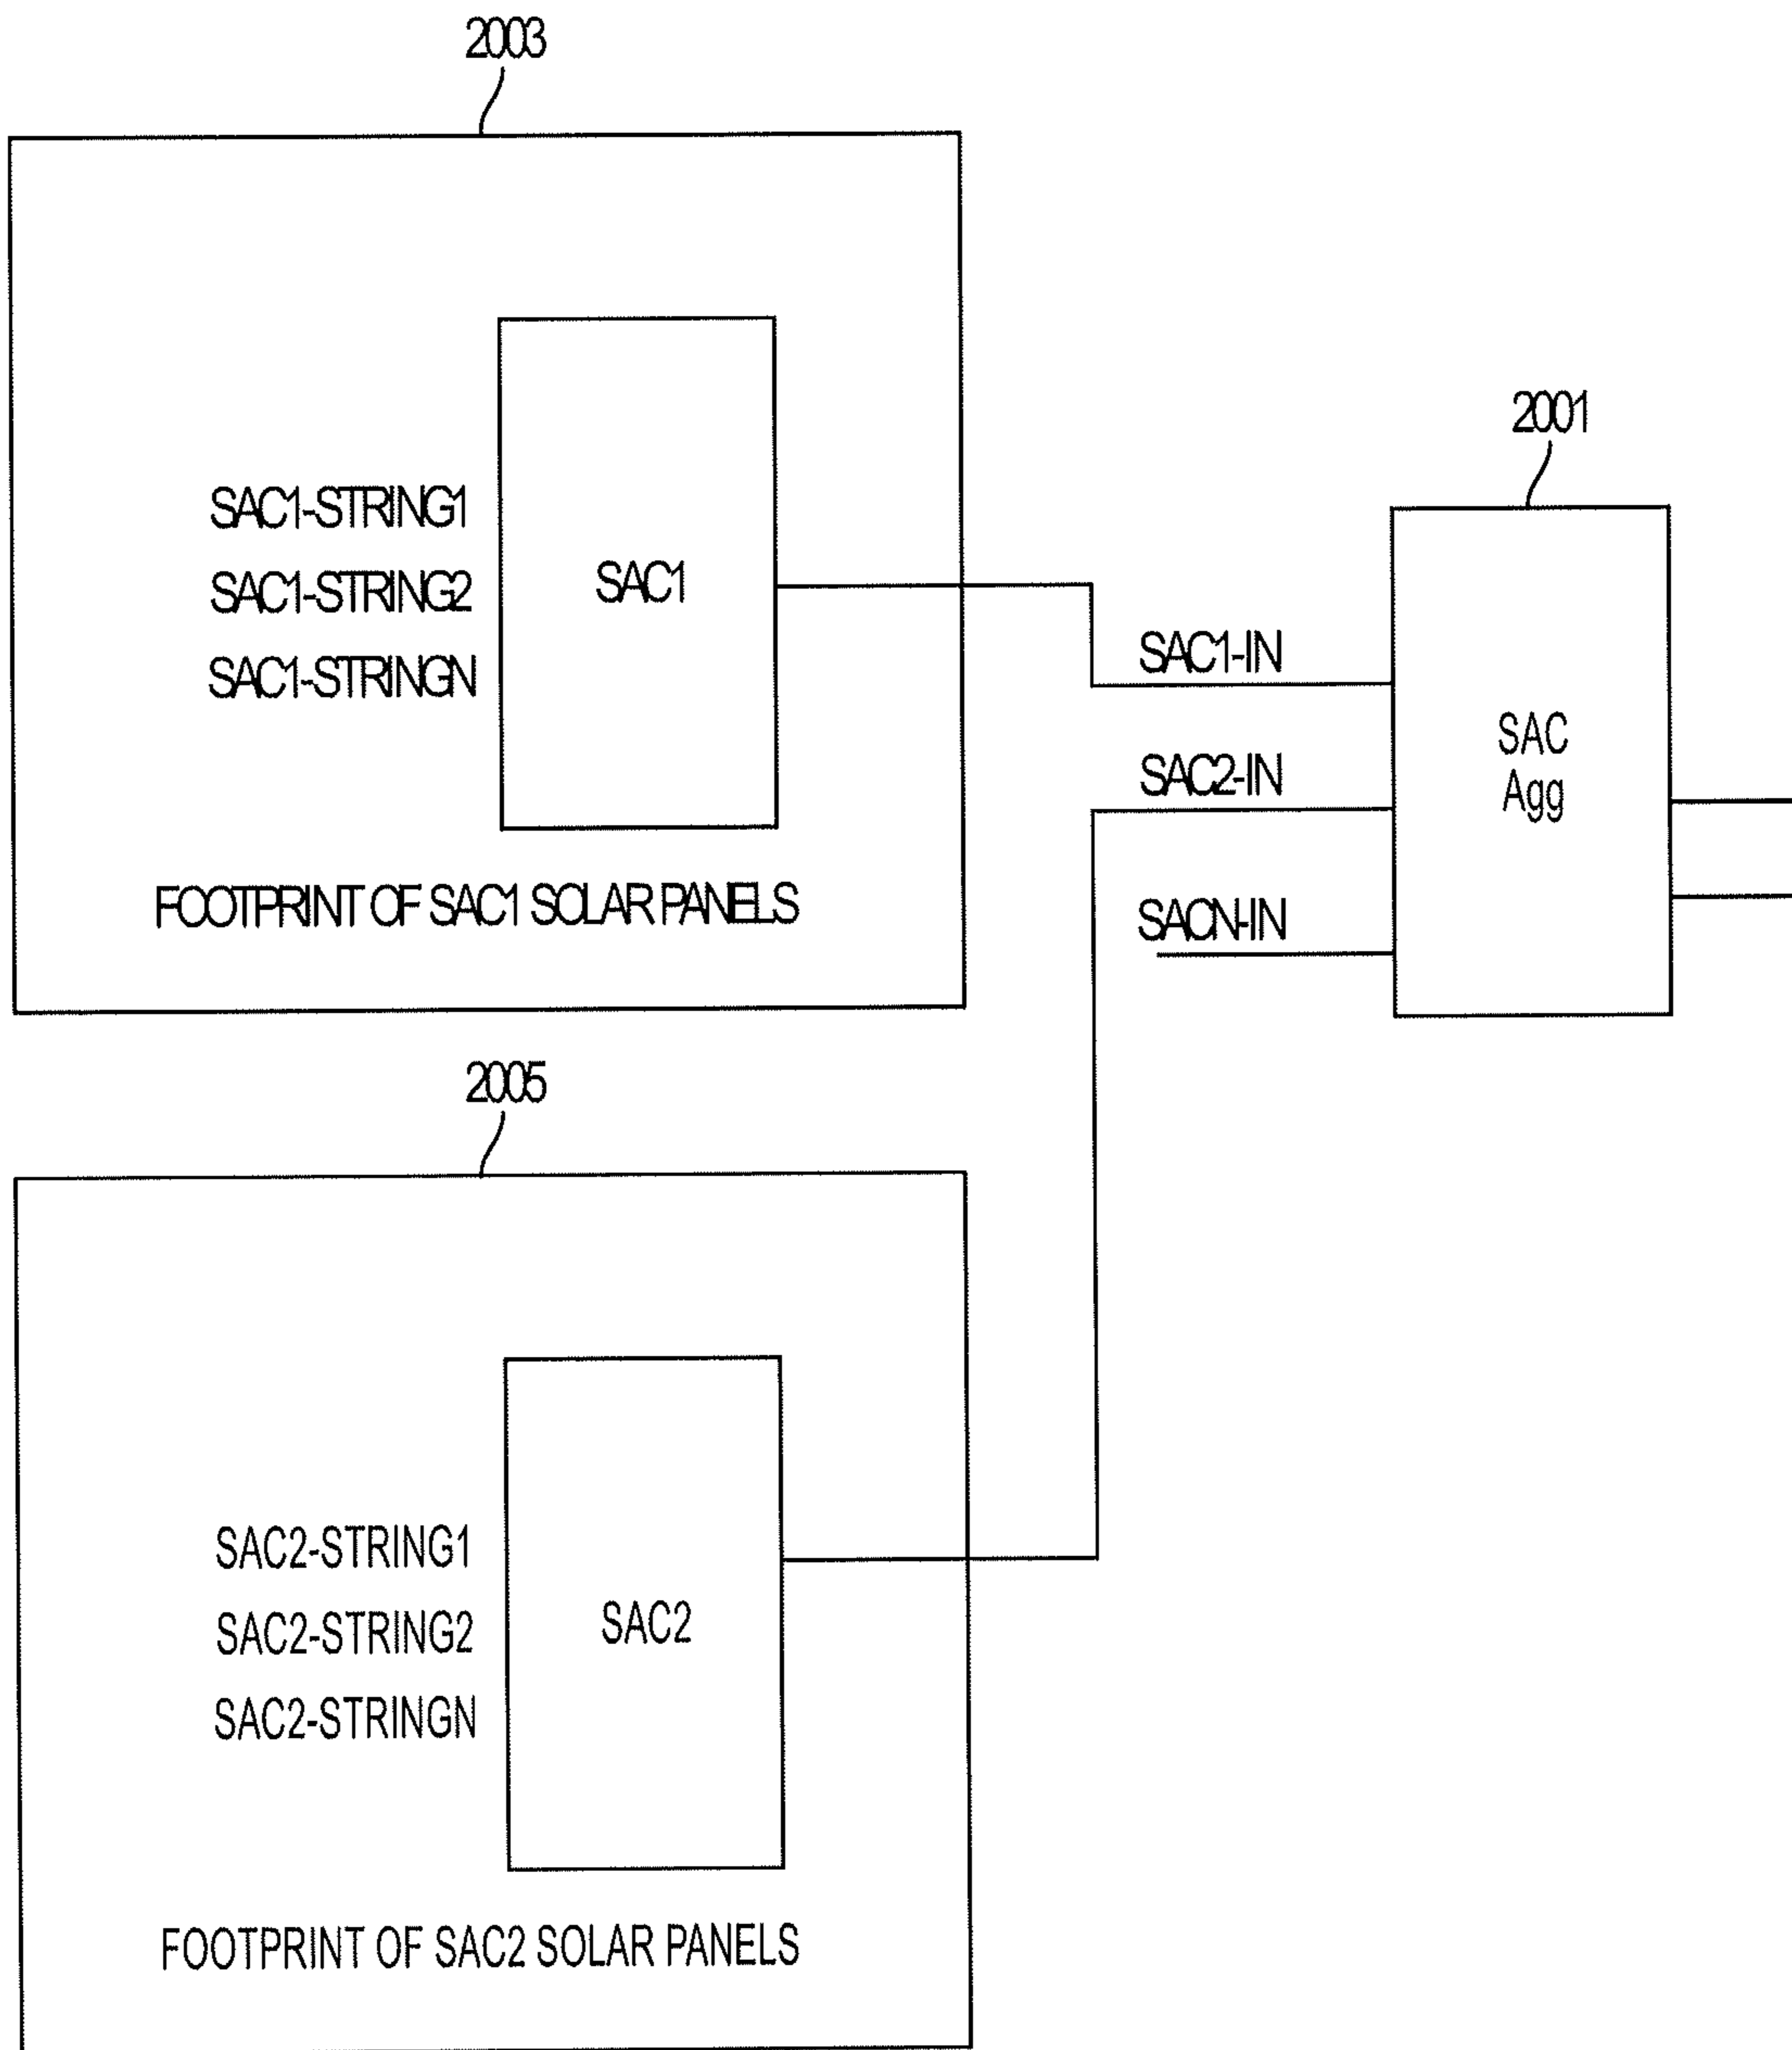 2003
SAC1-STRING1
SAC1-STRING2
SAC1-STRINGN
SAC1
FOOTPRINT OF SAC1 SOLAR PANELS
2001
SAC1-IN
SAC2-IN
SACN-IN
SAC
Agg
2005
SAC2-STRING1
SAC2-STRING2
SAC2-STRINGN
SAC2
FOOTPRINT OF SAC2 SOLAR PANELS